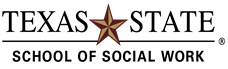 TEXAS STATE
SCHOOL OF SOCIAL WORK ®